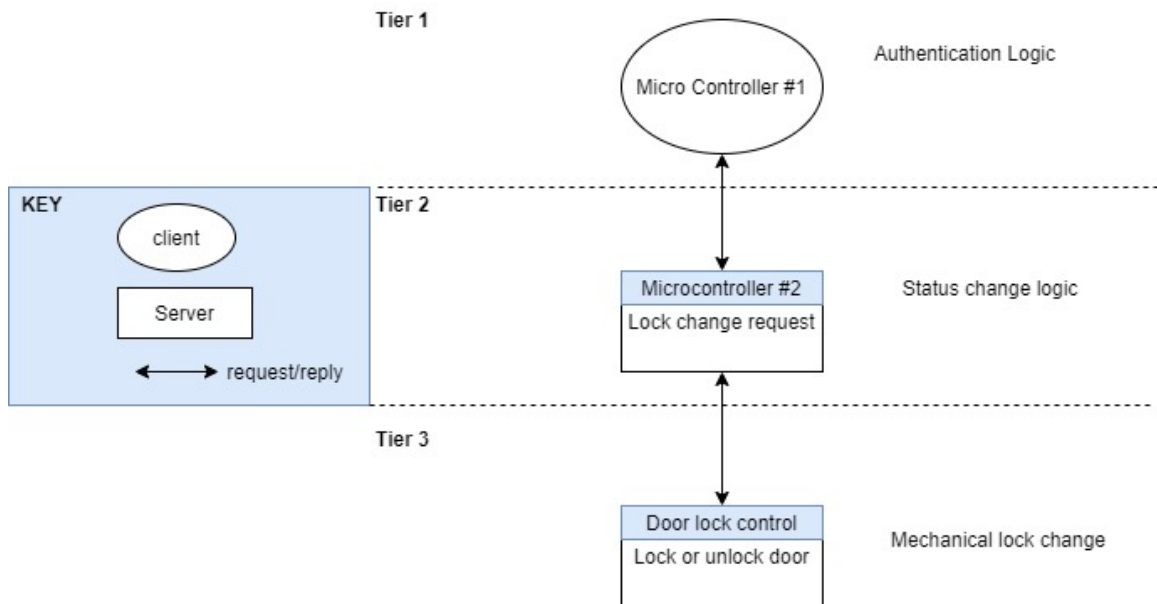 Tier 1
Authentication Logic
Micro Controller #1
KEY
Tier 2
client
Microcontroller #2
Status change logic
Server
Lock change request
request/reply
Tier 3
Door lock control
Mechanical lock change
Lock or unlock door